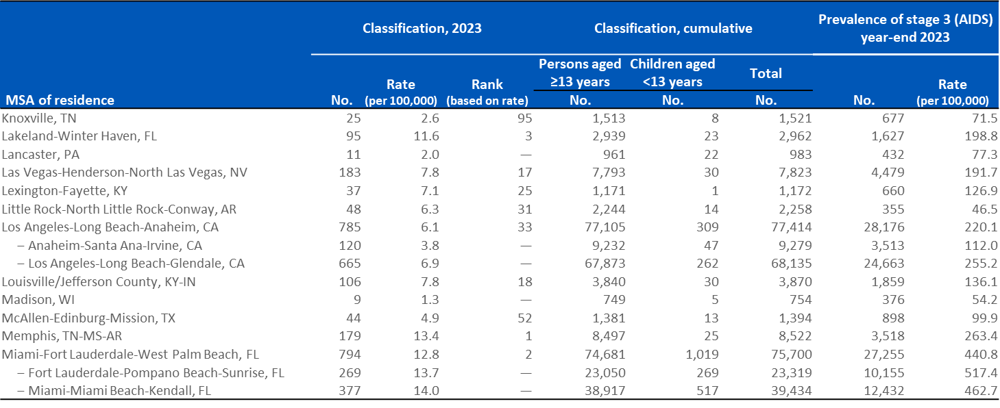 Classification, 2023 Classification, cumulative Prevalence of stage 3 (AIDS)
year-end 2023
Persons aged Children aged
≥13 years <13 years Total
Rate Rank Rate
MSA of residence No. (per 100,000) (based on rate) No. No. No. No. (per 100,000)
Knoxville, TN 25 2.6 95 1,513 8 1,521 677 71.5
Lakeland-Winter Haven, FL 95 11.6 3 2,939 23 2,962 1,627 198.8
Lancaster, PA 11 2.0 — 961 22 983 432 77.3
Las Vegas-Henderson-North Las Vegas, NV 183 7.8 17 7,793 30 7,823 4,479 191.7
Lexington-Fayette, KY 37 7.1 25 1,171 1 1,172 660 126.9
Little Rock-North Little Rock-Conway, AR 48 6.3 31 2,244 14 2,258 355 46.5
Los Angeles-Long Beach-Anaheim, CA 785 6.1 33 77,105 309 77,414 28,176 220.1
– Anaheim-Santa Ana-Irvine, CA 120 3.8 — 9,232 47 9,279 3,513 112.0
– Los Angeles-Long Beach-Glendale, CA 665 6.9 — 67,873 262 68,135 24,663 255.2
Louisville/Jefferson County, KY-IN 106 7.8 18 3,840 30 3,870 1,859 136.1
Madison, WI 9 1.3 — 749 5 754 376 54.2
McAllen-Edinburg-Mission, TX 44 4.9 52 1,381 13 1,394 898 99.9
Memphis, TN-MS-AR 179 13.4 1 8,497 25 8,522 3,518 263.4
Miami-Fort Lauderdale-West Palm Beach, FL 794 12.8 2 74,681 1,019 75,700 27,255 440.8
– Fort Lauderdale-Pompano Beach-Sunrise, FL 269 13.7 — 23,050 269 23,319 10,155 517.4
– Miami-Miami Beach-Kendall, FL 377 14.0 — 38,917 517 39,434 12,432 462.7